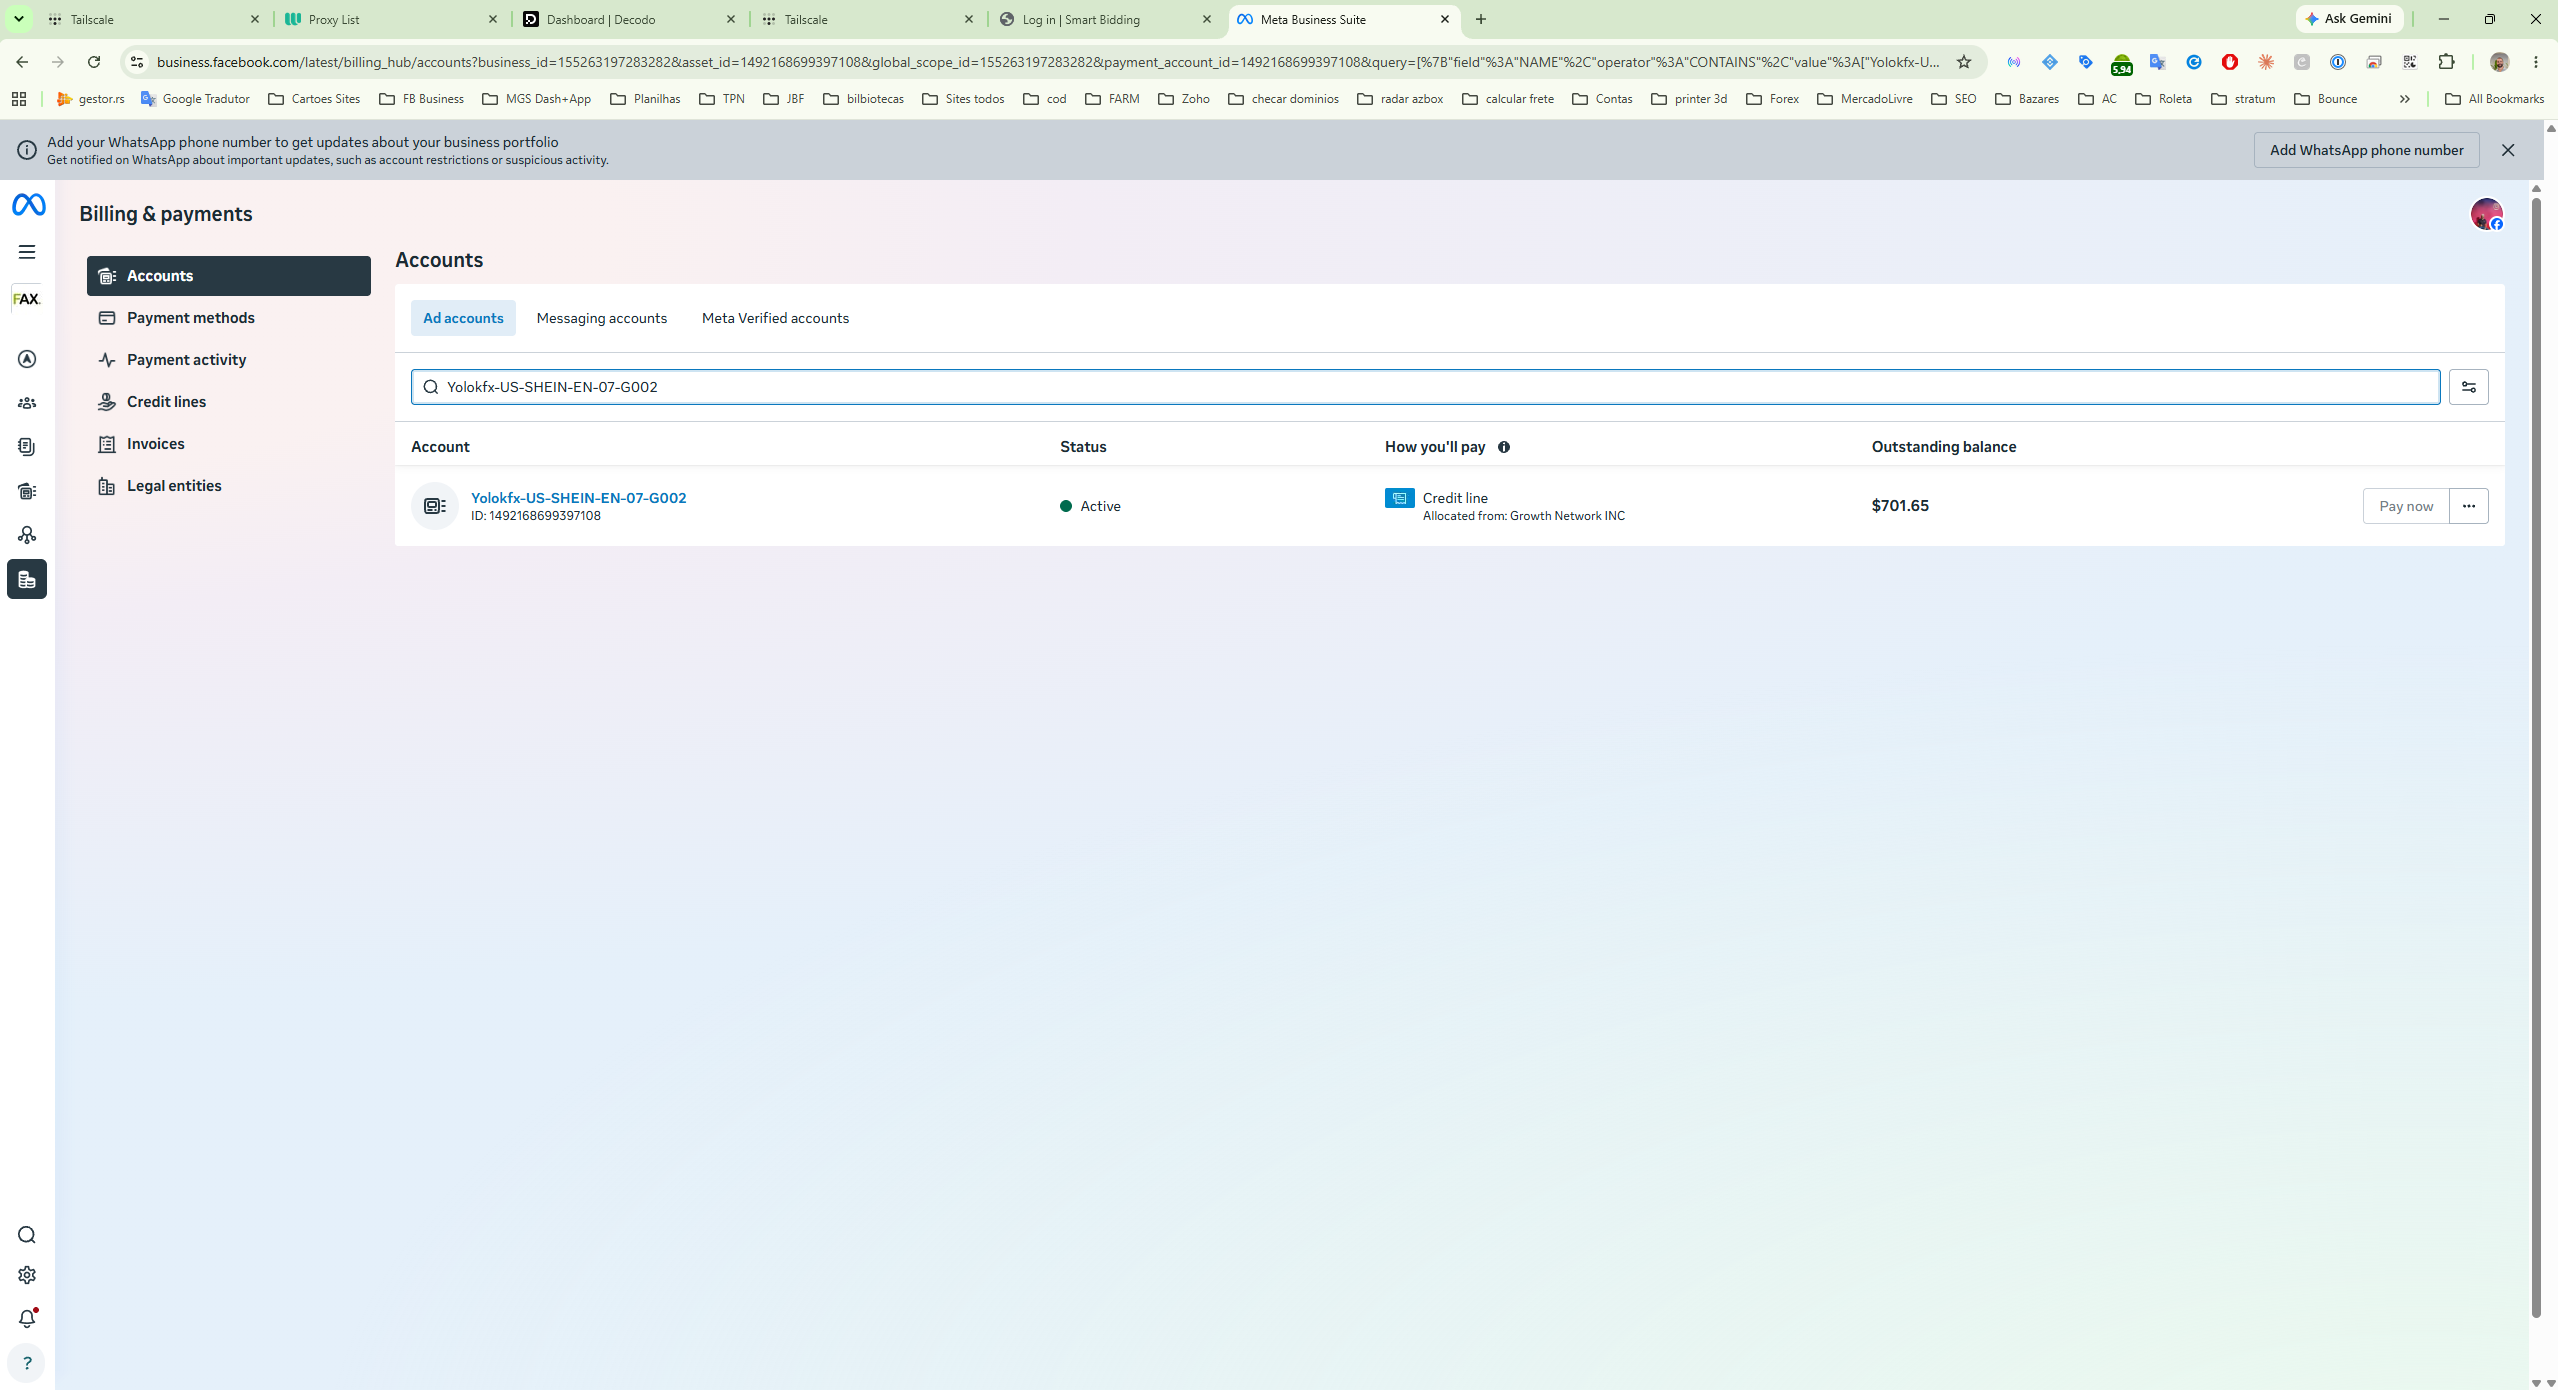 Tailscale
Proxy List
Dashboard | Decodo
Tailscale
Log in | Smart Bidding
Meta Business Suite
Ask Gemini
business.facebook.com/latest/billing_hub/accounts?business_id=155263197283282&asset_id=1492168699397108&global_scope_id=155263197283282&payment_account_id=1492168699397108&query=[%7B"field"%3A"NAME"%2C"operator"%3A"CONTAINS"%2C"value"%3A["Yolokfx-U...
5,94
gestor.rs
Google Tradutor
Cartoes Sites
FB Business
MGS Dash+App
Planilhas
TPN
JBF
bilbiotecas
Sites todos
cod
FARM
Zoho
checar dominios
radar azbox
calcular frete
Contas
printer 3d
Forex
MercadoLivre
SEO
Bazares
AC
Roleta
stratum
Bounce
All Bookmarks
Add your WhatsApp phone number to get updates about your business portfolio
Get notified on WhatsApp about important updates, such as account restrictions or suspicious activity.
Add WhatsApp phone number
Billing & payments
FAX.
Accounts
Payment methods
Payment activity
Credit lines
Invoices
Legal entities
Accounts
Ad accounts
Messaging accounts
Meta Verified accounts
Yolokfx-US-SHEIN-EN-07-G002
Account
Status
How you'll pay
Outstanding balance
Yolokfx-US-SHEIN-EN-07-G002
ID: 1492168699397108
Active
Credit line
Allocated from: Growth Network INC
$701.65
Pay now
?